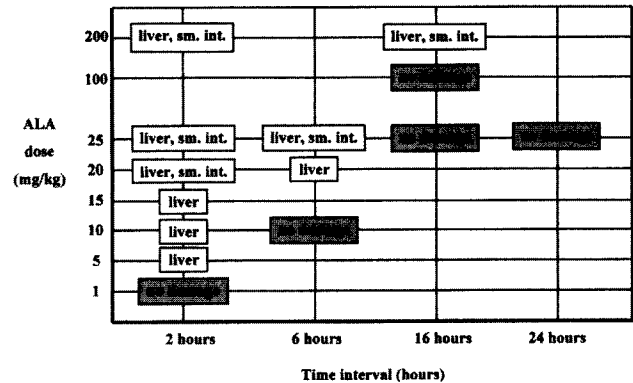 200 liver, sm. int. liver, sm. int.
100
ALA
dose
(mg/kg)
25 liver, sm. int. liver, sm. int.
20 liver, sm. int. liver
15 liver
10 liver
5 liver
1
2 hours 6 hours 16 hours 24 hours
Time interval (hours)